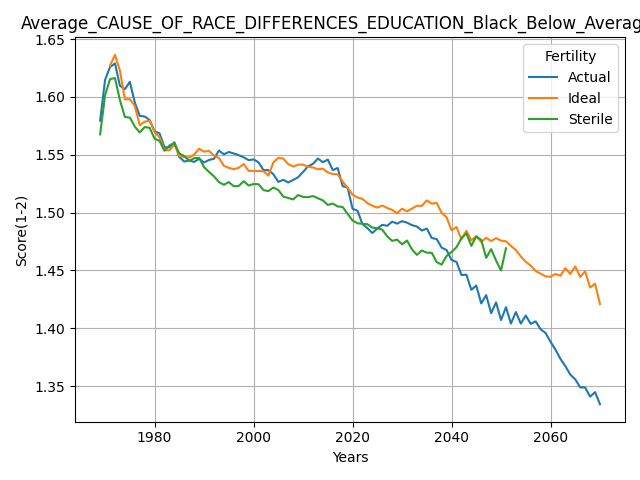 Average_CAUSE_OF_RACE_DIFFERENCES_EDUCATION_Black_Below_Averag
Fertility
Actual
Ideal
Sterile
Score(1-2)
1.65
1.60
1.55
1.50
1.45
1.40
1.35
1980
2000
2020
2040
2060
Years